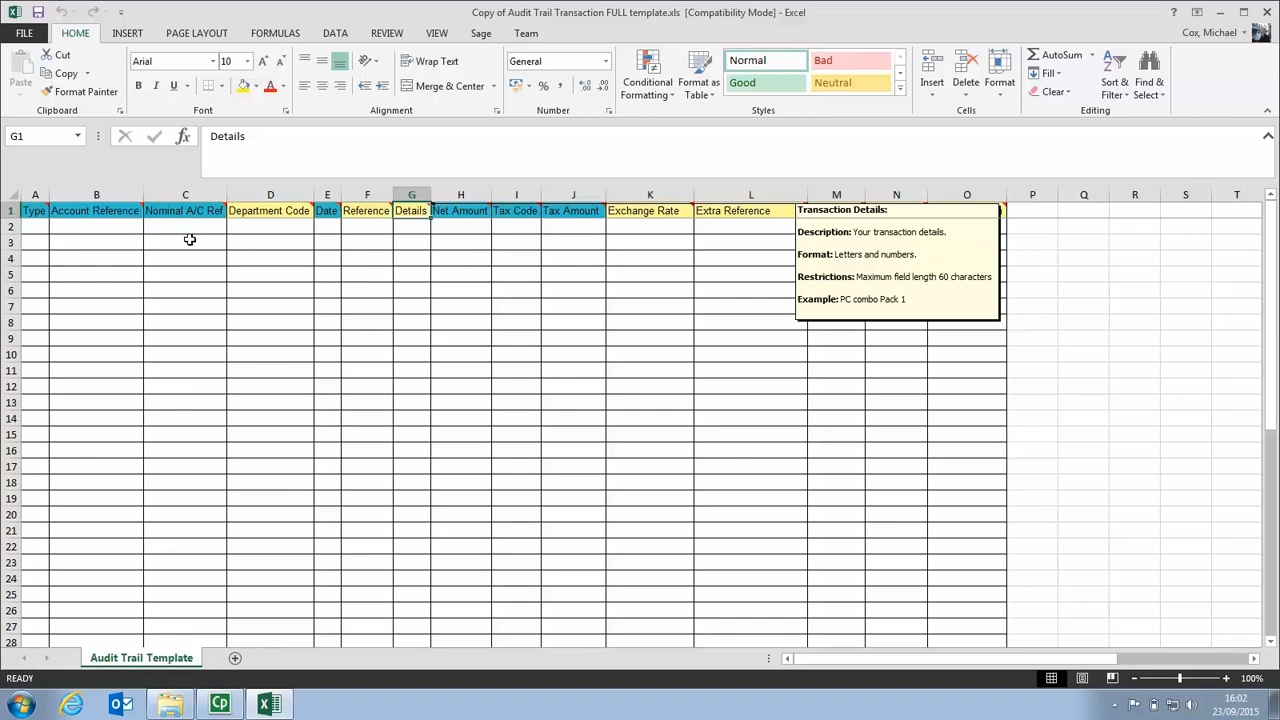 Copy of Audit Trail Transaction FULL template.xls [Compatibility Mode] - Excel
FILE HOME INSERT PAGE LAYOUT FORMULAS DATA REVIEW VIEW Sage Team Cox, Michael
Paste Cut Copy Format Painter Clipboard
Arial 10 B I U Font
Wrap Text Merge & Center Alignment
General % , Number
Conditional Formatting Format as Table Normal Bad Good Neutral Styles
Insert Delete Format Cells
AutoSum Fill Clear Sort & Filter Find & Select Editing
G1 fx Details
A B C D E F G H I J K L M N O P Q R S T
1 Type Account Reference Nominal A/C Ref Department Code Date Reference Details Net Amount Tax Code Tax Amount Exchange Rate Extra Reference
Transaction Details:
Description: Your transaction details.
Format: Letters and numbers.
Restrictions: Maximum field length 60 characters
Example: PC combo Pack 1
2
3
4
5
6
7
8
9
10
11
12
13
14
15
16
17
18
19
20
21
22
23
24
25
26
27
28
Audit Trail Template
READY 100%
Cp
16:02
23/09/2015